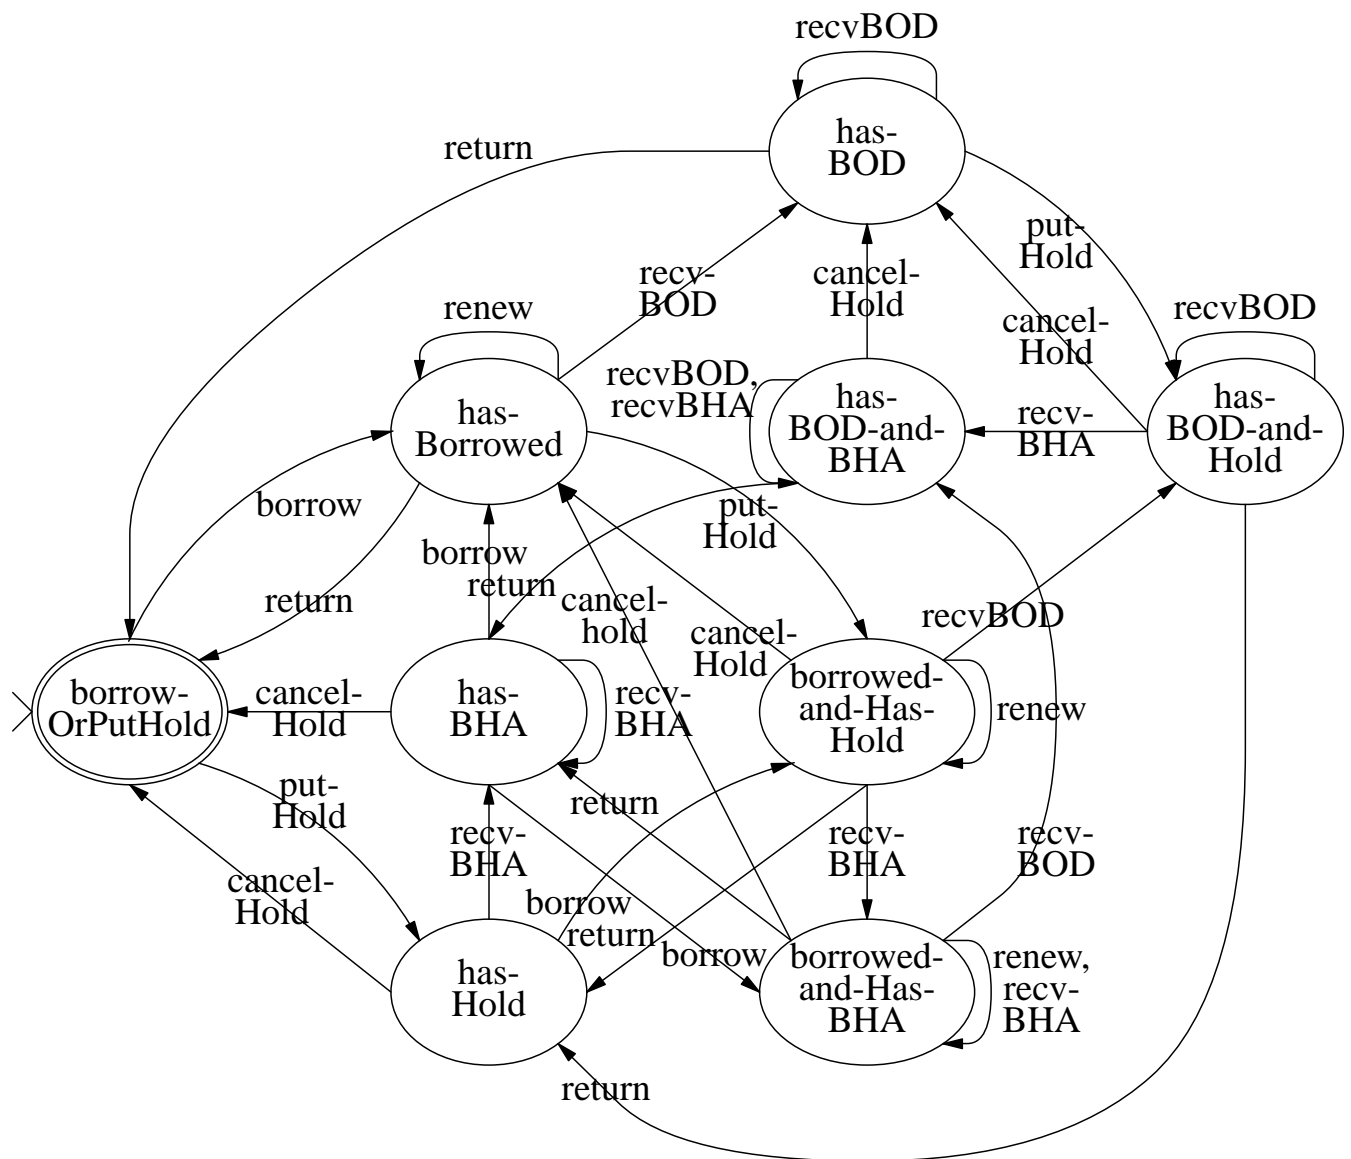 recvBOD
has-
BOD
return
put-
Hold
recv-
BOD
cancel-
Hold
renew
cancel-
Hold
recvBOD
recvBOD,
recvBHA
has-
Borrowed
has-
BOD-and-
BHA
recv-
BHA
has-
BOD-and-
Hold
borrow
put-
Hold
borrow
return
return
cancel-
hold
cancel-
Hold
recvBOD
borrow-
OrPutHold
cancel-
Hold
has-
BHA
recv-
BHA
borrowed-
and-Has-
Hold
renew
put-
Hold
return
recv-
BHA
recv-
BHA
recv-
BOD
cancel-
Hold
borrow
return
borrow
has-
Hold
borrowed-
and-Has-
BHA
renew,
recv-
BHA
return